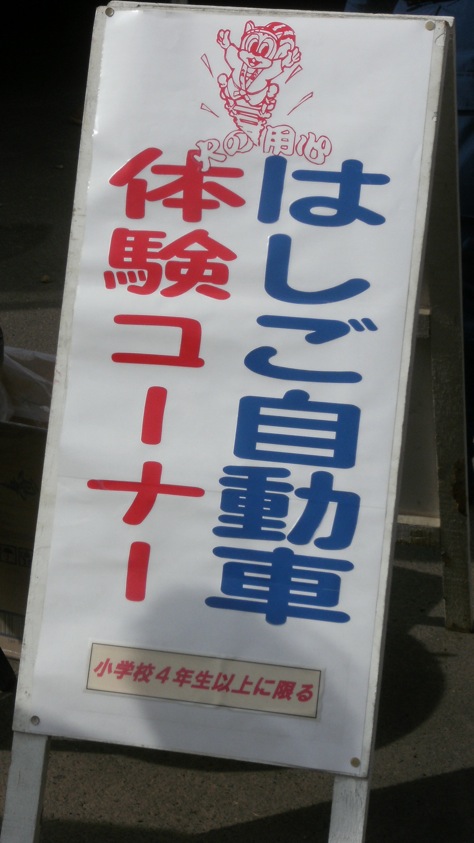 火の用心
はしご自動車
体験コーナー
小学校4年生以上に限る